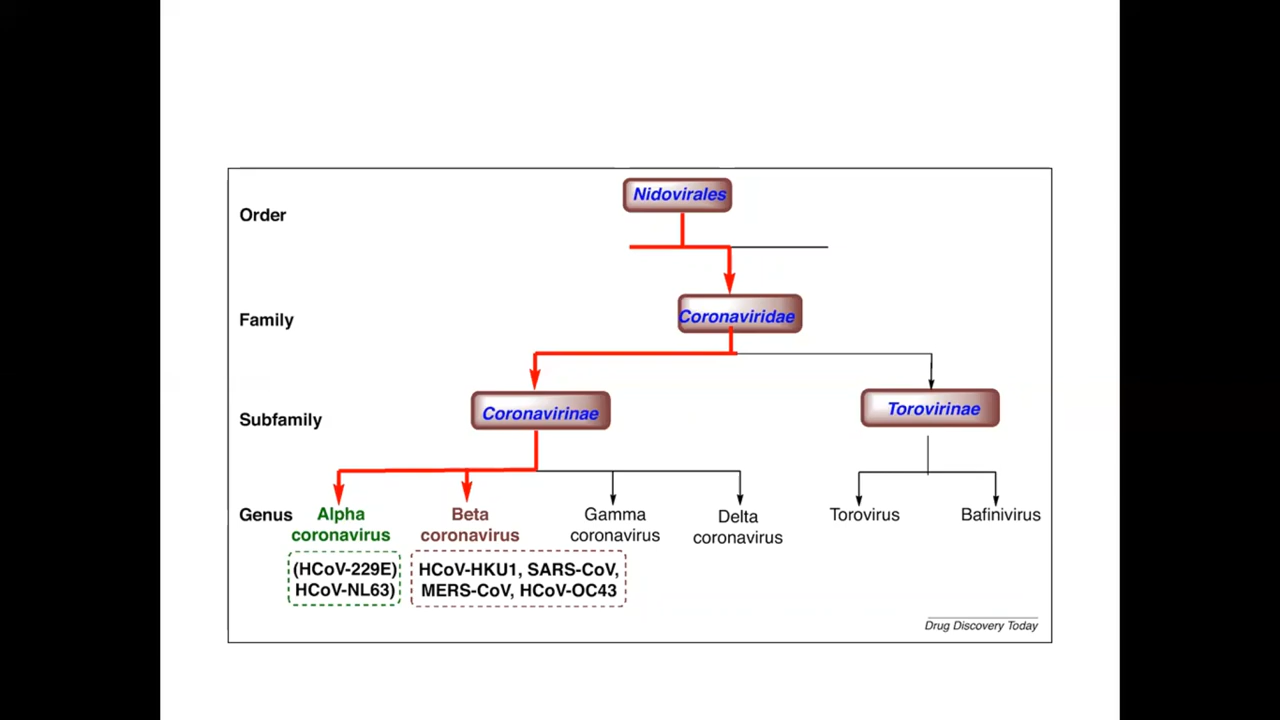 Nidovirales
Order
Family
Coronaviridae
Subfamily
Coronavirinae
Torovirinae
Genus
Alpha
coronavirus
Beta
coronavirus
Gamma
coronavirus
Delta
coronavirus
Torovirus
Bafinivirus
(HCoV-229E)
HCoV-NL63)
HCoV-HKU1, SARS-CoV,
MERS-CoV, HCoV-OC43
Drug Discovery Today